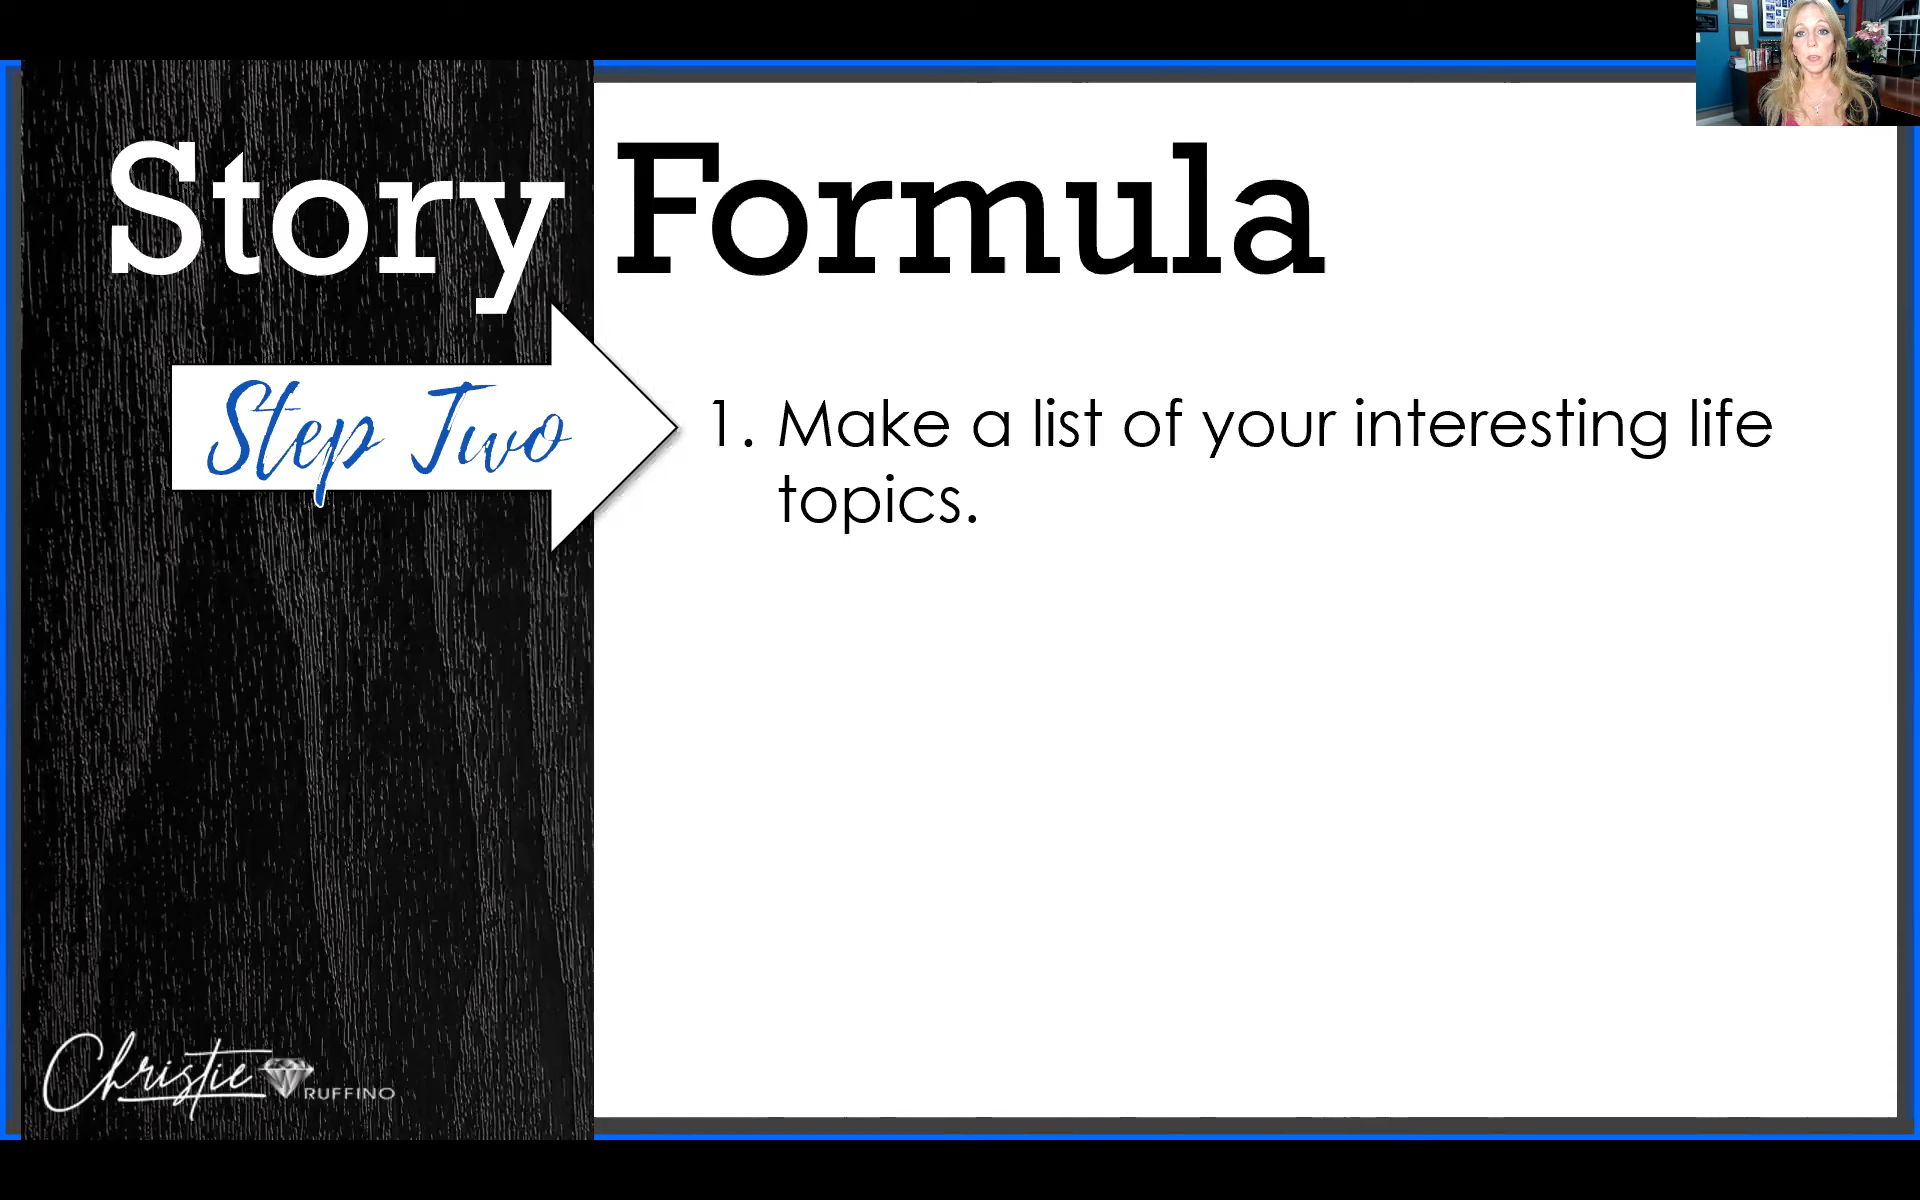 Story Formula
Step Two
1. Make a list of your interesting life
topics.
Christie RUFFINO